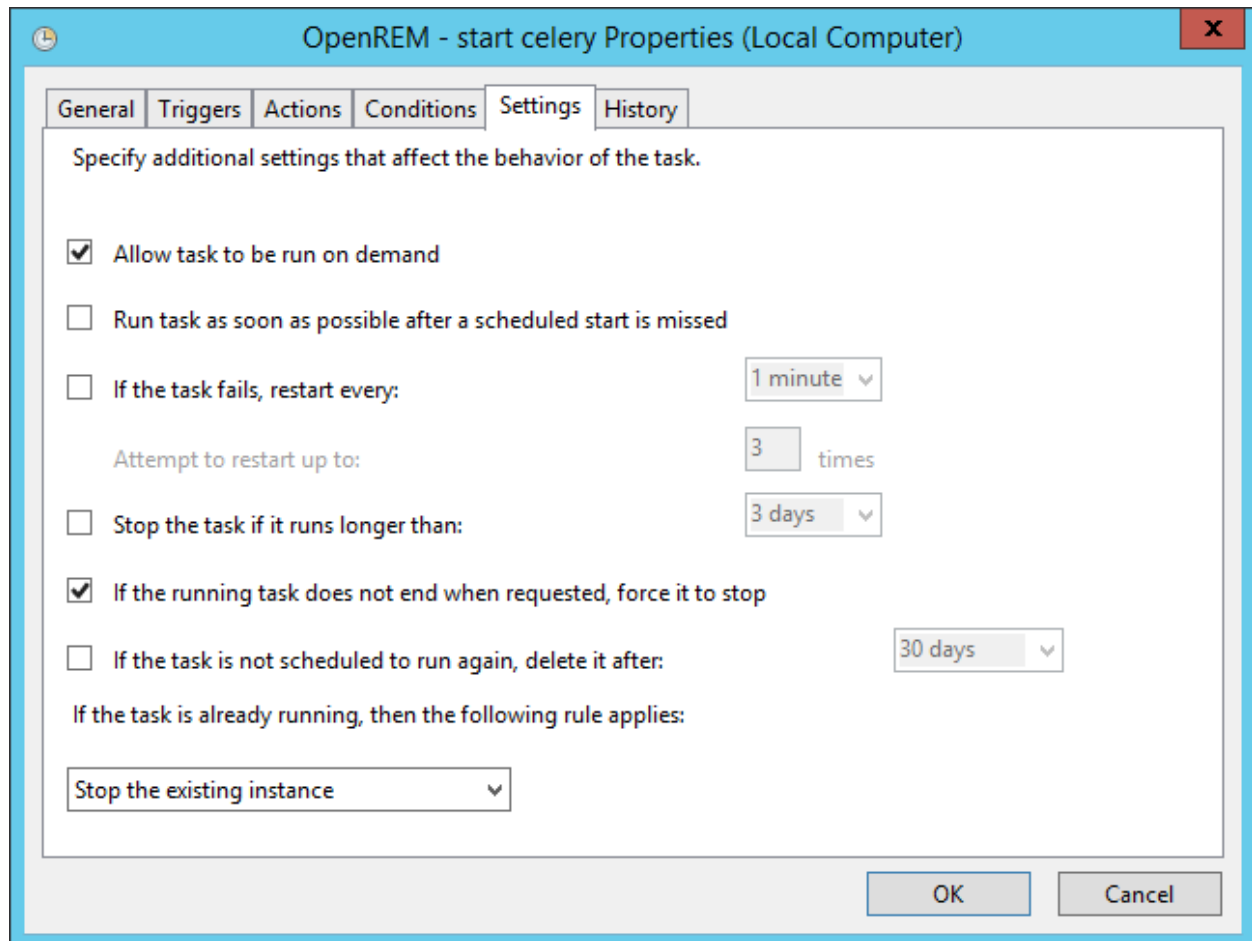 OpenREM - start celery Properties (Local Computer)
x
General Triggers Actions Conditions Settings History
Specify additional settings that affect the behavior of the task.
Allow task to be run on demand
Run task as soon as possible after a scheduled start is missed
If the task fails, restart every: 1 minute
Attempt to restart up to: 3 times
Stop the task if it runs longer than: 3 days
If the running task does not end when requested, force it to stop
If the task is not scheduled to run again, delete it after: 30 days
If the task is already running, then the following rule applies:
Stop the existing instance
OK Cancel